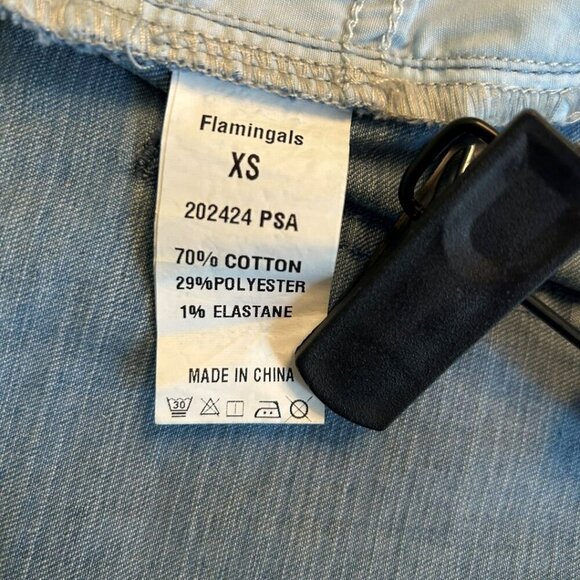 Flamingals
XS
202424 PSA
70% COTTON
29%POLYESTER
1% ELASTANE
MADE IN CHINA
30